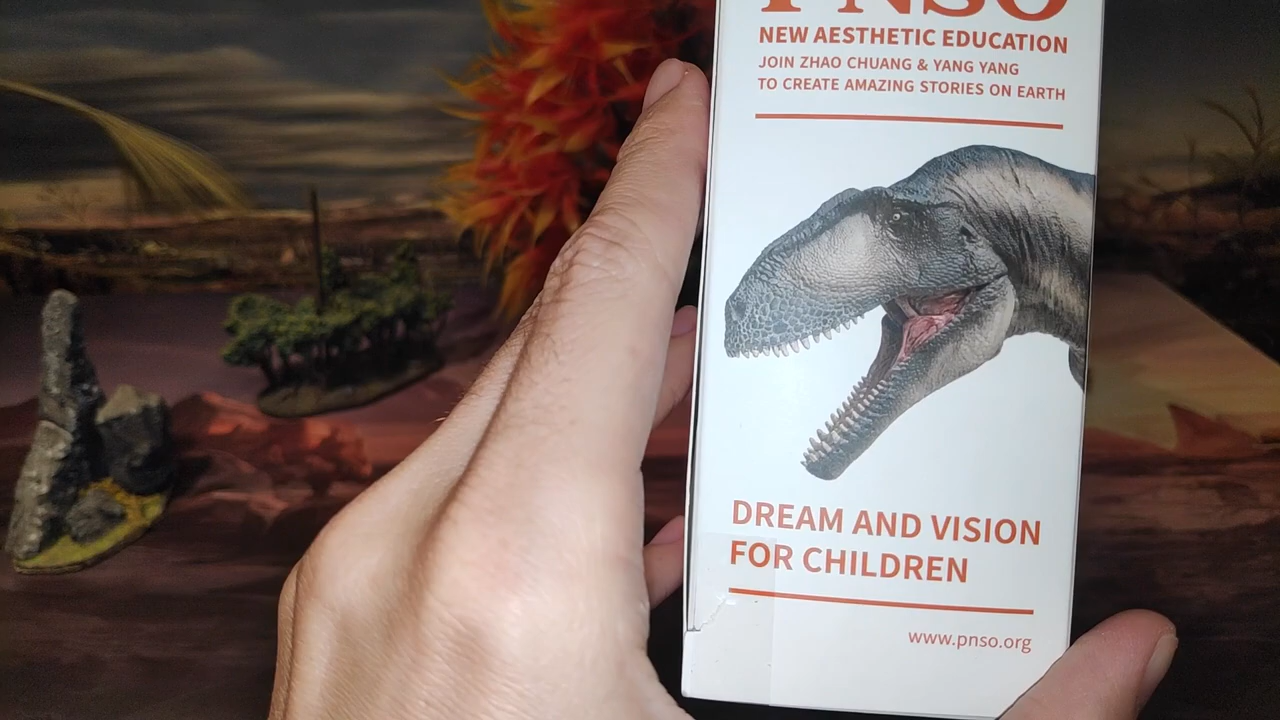 PNSO
NEW AESTHETIC EDUCATION
JOIN ZHAO CHUANG & YANG YANG
TO CREATE AMAZING STORIES ON EARTH
DREAM AND VISION
FOR CHILDREN
www.pnso.org